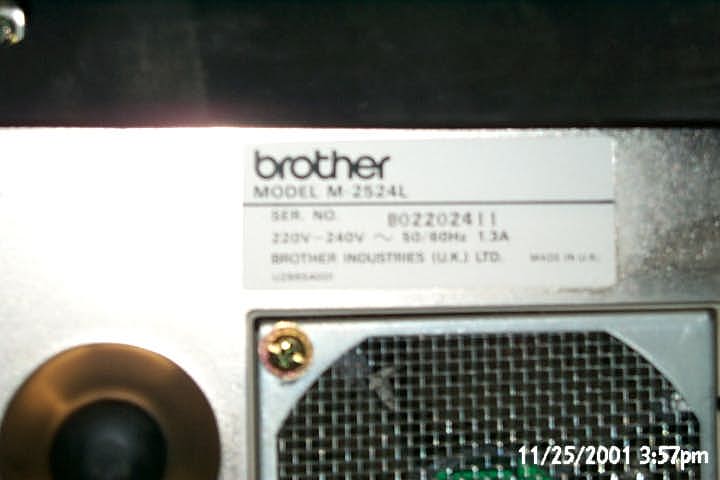 brother
MODEL M-2524L
SER. NO. B02202411
220V-240V ~ 50/60Hz 1.3A
BROTHER INDUSTRIES (U.K.) LTD. MADE IN U.K.
11/25/2001 3:57pm